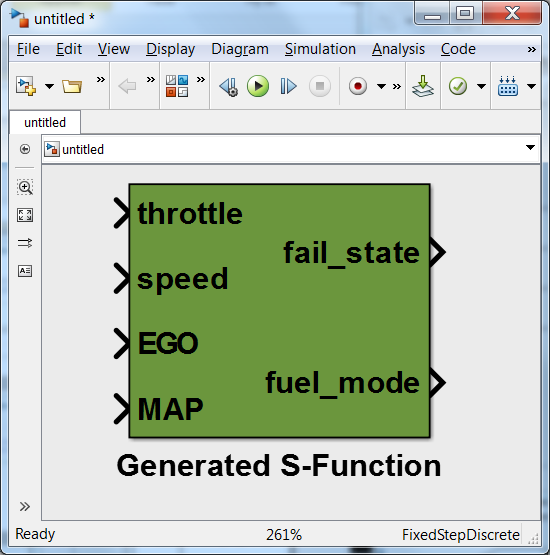 untitled *
File Edit View Display Diagram Simulation Analysis Code »
untitled
untitled
throttle
fail_state
speed
EGO
fuel_mode
MAP
Generated S-Function
Ready 261% FixedStepDiscrete